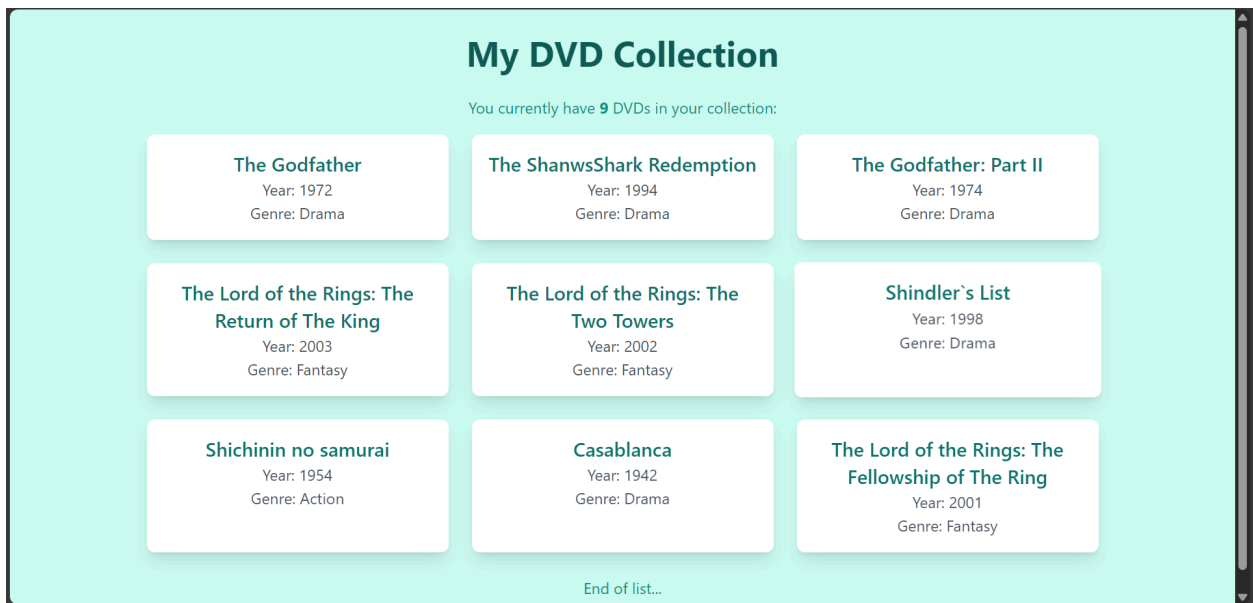 My DVD Collection
You currently have 9 DVDs in your collection:
The Godfather
Year: 1972
Genre: Drama
The ShanwsShark Redemption
Year: 1994
Genre: Drama
The Godfather: Part II
Year: 1974
Genre: Drama
The Lord of the Rings: The
Return of The King
Year: 2003
Genre: Fantasy
The Lord of the Rings: The
Two Towers
Year: 2002
Genre: Fantasy
Shindler`s List
Year: 1998
Genre: Drama
Shichinin no samurai
Year: 1954
Genre: Action
Casablanca
Year: 1942
Genre: Drama
The Lord of the Rings: The
Fellowship of The Ring
Year: 2001
Genre: Fantasy
End of list...